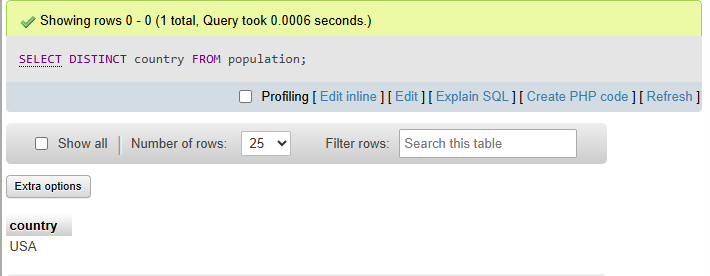 Showing rows 0 - 0 (1 total, Query took 0.0006 seconds.)
SELECT DISTINCT country FROM population;
Profiling [ Edit inline ] [ Edit ] [ Explain SQL ] [ Create PHP code ] [ Refresh ]
Show all Number of rows: 25 Filter rows: Search this table
Extra options
country
USA